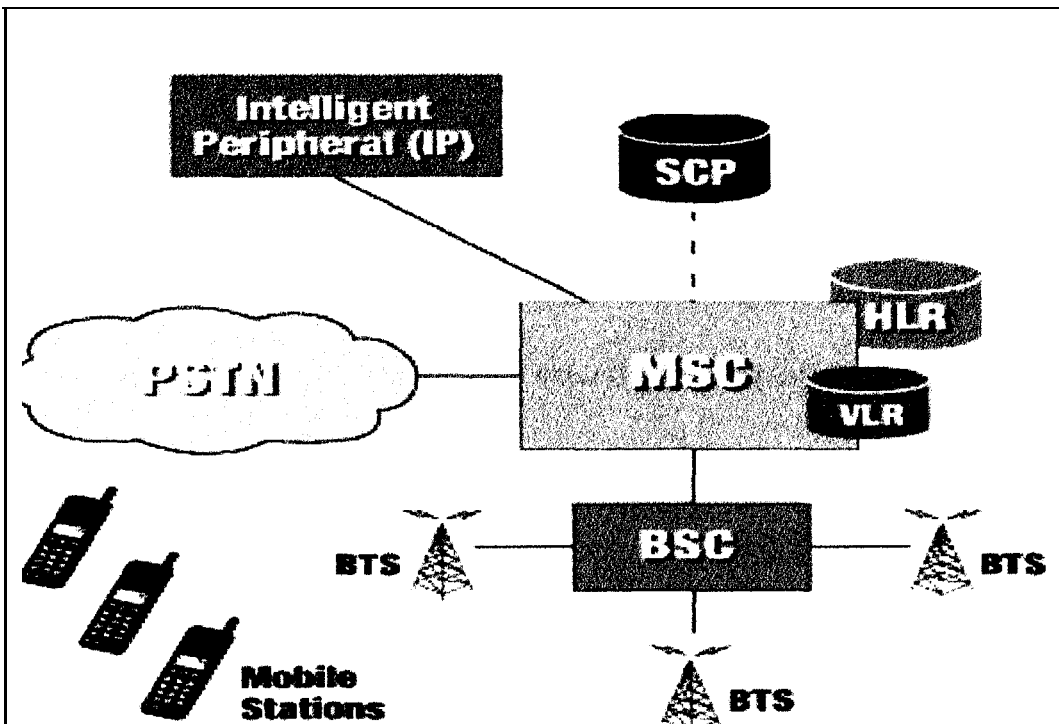 Intelligent
Peripheral (IP)
SCP
HLR
PSTN
MSC
VLR
BSC
BTS
BTS
Mobile
Stations
BTS